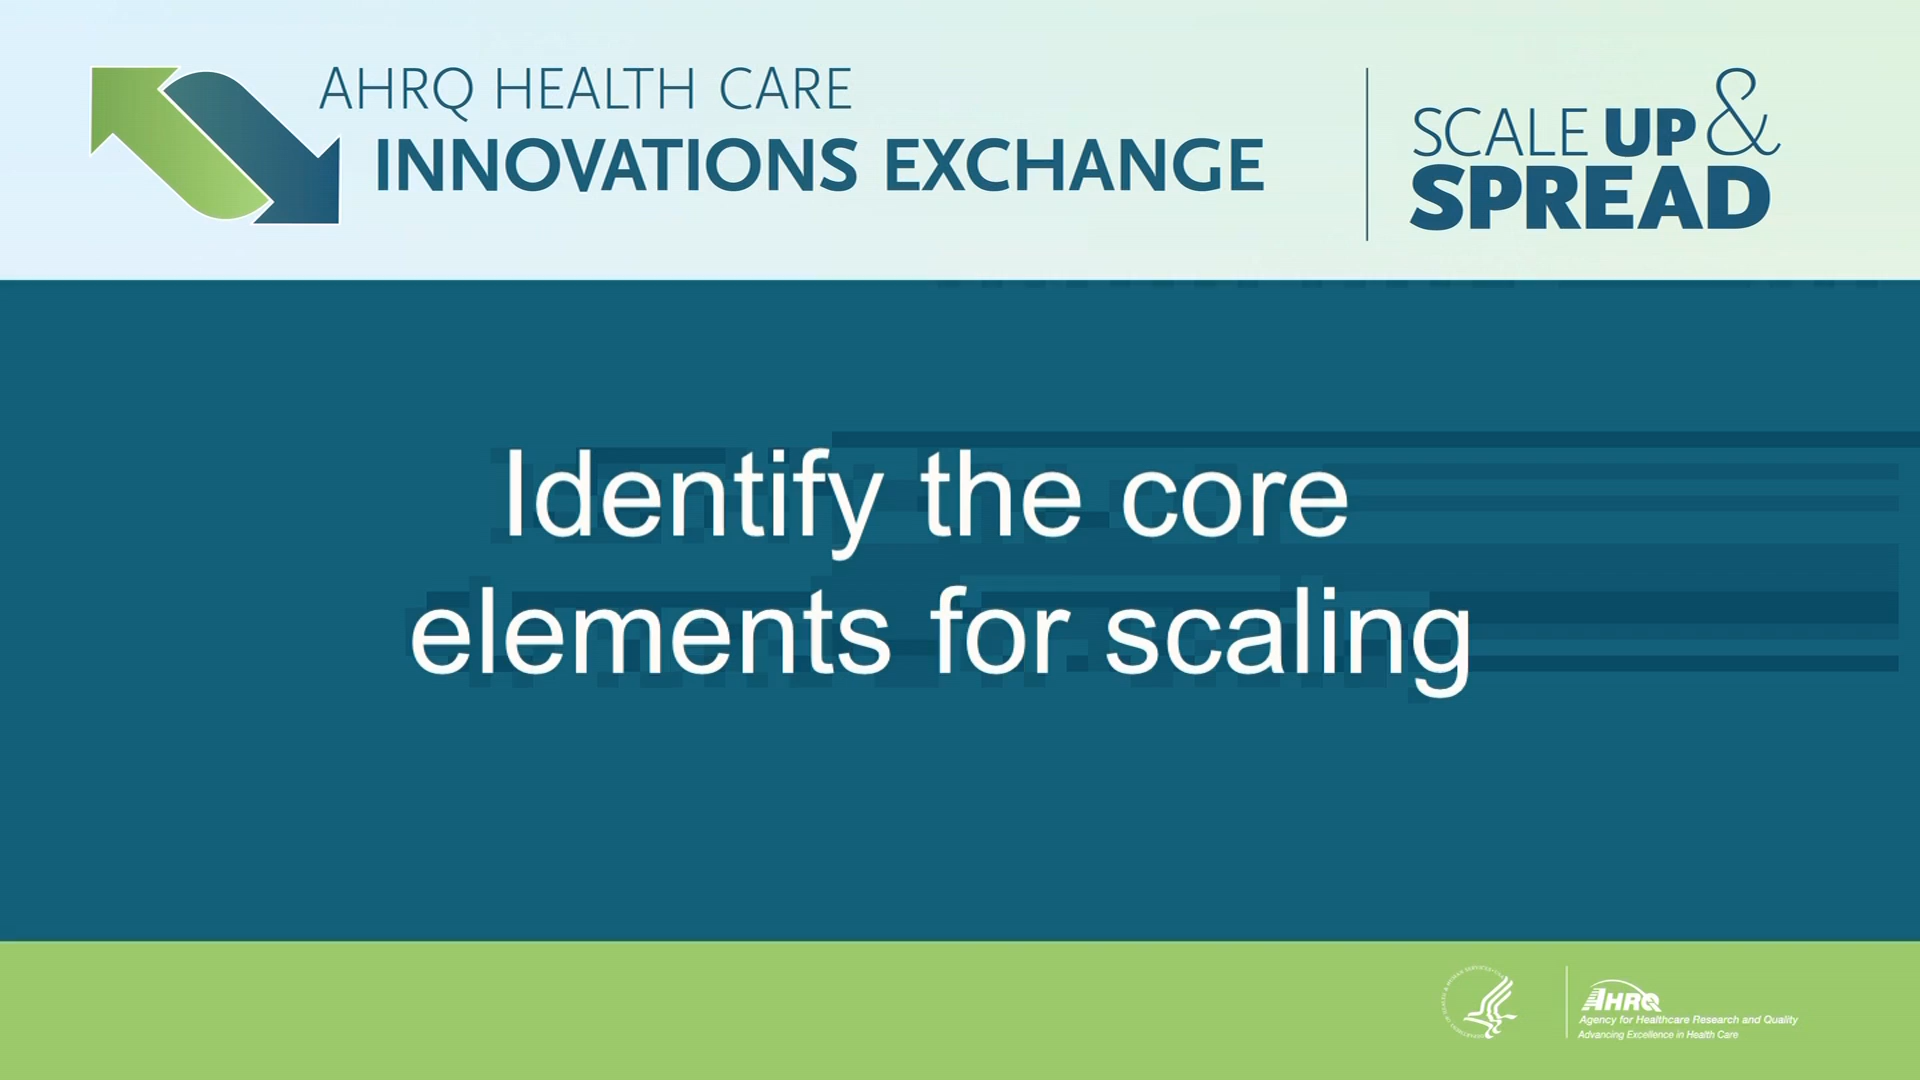 AHRQ HEALTH CARE
INNOVATIONS EXCHANGE
SCALE UP &
SPREAD
Identify the core
elements for scaling
AHRQ
Agency for Healthcare Research and Quality
Advancing Excellence in Health Care